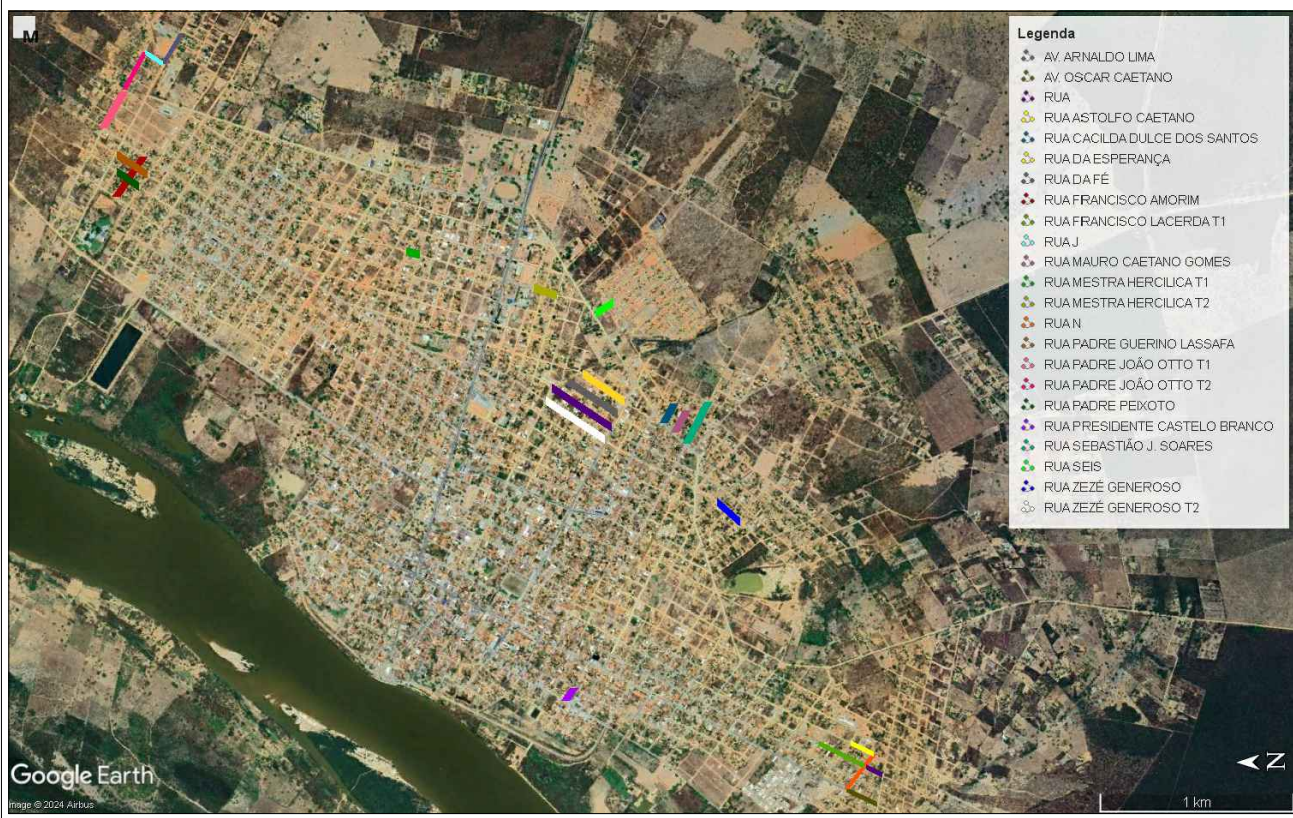 M
Legenda
AV. ARNALDO LIMA
AV. OSCAR CAETANO
RUA
RUA ASTOLFO CAETANO
RUA CACILDA DULCE DOS SANTOS
RUA DA ESPERANÇA
RUA DA FÉ
RUA FRANCISCO AMORIM
RUA FRANCISCO LACERDA T1
RUA J
RUA MAURO CAETANO GOMES
RUA MESTRA HERCILICA T1
RUA MESTRA HERCILICA T2
RUA N
RUA PADRE GUERINO LASSAFA
RUA PADRE JOÃO OTTO T1
RUA PADRE JOÃO OTTO T2
RUA PADRE PEIXOTO
RUA PRESIDENTE CASTELO BRANCO
RUA SEBASTIÃO J. SOARES
RUA SEIS
RUA ZEZÉ GENEROSO
RUA ZEZÉ GENEROSO T2
Google Earth
Image © 2024 Airbus
N
1 km